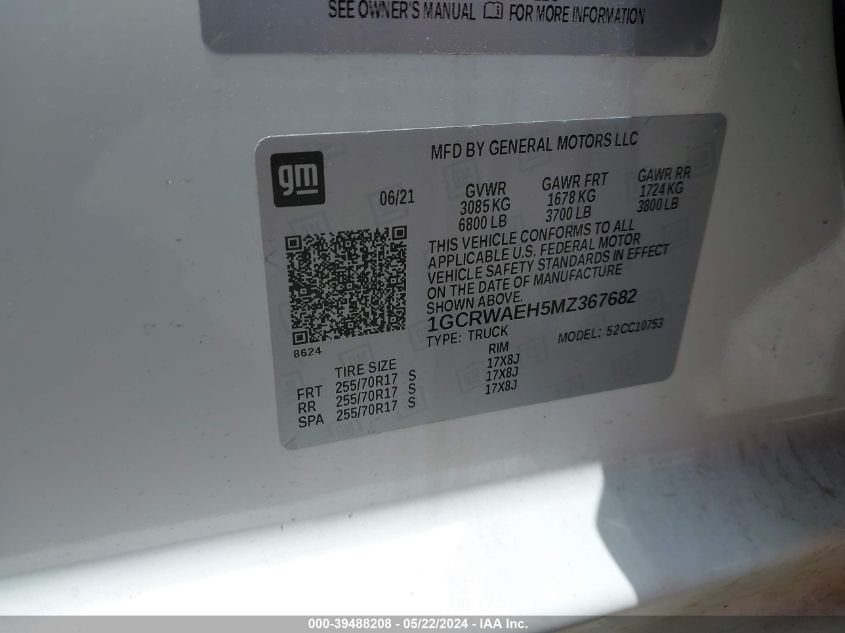 SEE OWNER'S MANUAL FOR MORE INFORMATION
gm
MFD BY GENERAL MOTORS LLC
06/21
GVWR
3085 KG
6800 LB
GAWR FRT
1678 KG
3700 LB
GAWR RR
1724 KG
3800 LB
THIS VEHICLE CONFORMS TO ALL
APPLICABLE U.S. FEDERAL MOTOR
VEHICLE SAFETY STANDARDS IN EFFECT
ON THE DATE OF MANUFACTURE
SHOWN ABOVE.
1GCRWAEH5MZ367682
TYPE: TRUCK MODEL: 52CC10753
8624
TIRE SIZE RIM
FRT 255/70R17 S 17X8J
RR 255/70R17 S 17X8J
SPA 255/70R17 S 17X8J
000-39488208 - 05/22/2024 - IAA Inc.